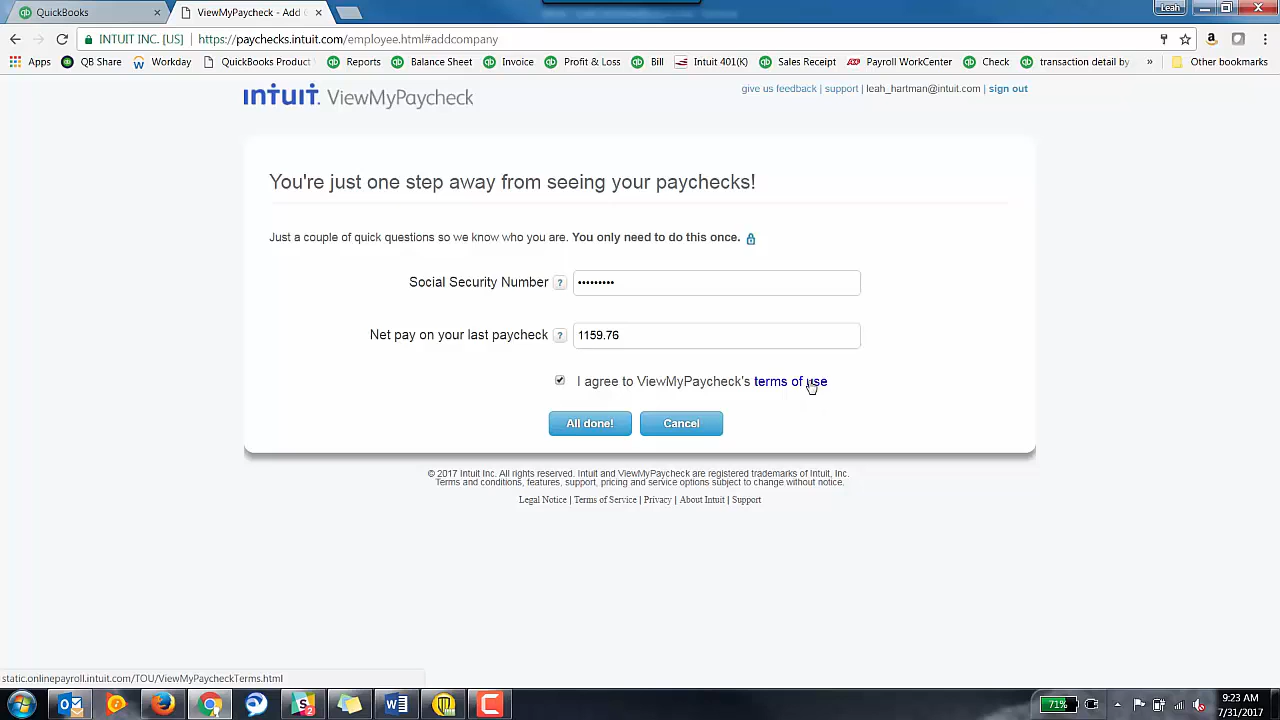 QuickBooks ×
ViewMyPaycheck - Add C ×
Leah
INTUIT INC. [US] https://paychecks.intuit.com/employee.html#addcompany
Apps QB Share Workday QuickBooks Product Reports Balance Sheet Invoice Profit & Loss Bill Intuit 401(K) Sales Receipt Payroll WorkCenter Check transaction detail by » Other bookmarks
INTUIT. ViewMyPaycheck
give us feedback | support | leah_hartman@intuit.com | sign out
You're just one step away from seeing your paychecks!
Just a couple of quick questions so we know who you are. You only need to do this once.
Social Security Number ? •••••••••
Net pay on your last paycheck ? 1159.76
I agree to ViewMyPaycheck's terms of use
All done! Cancel
© 2017 Intuit Inc. All rights reserved. Intuit and ViewMyPaycheck are registered trademarks of Intuit, Inc.
Terms and conditions, features, support, pricing and service options subject to change without notice.
Legal Notice | Terms of Service | Privacy | About Intuit | Support
static.onlinepayroll.intuit.com/TOU/ViewMyPaycheckTerms.html
71%
9:23 AM
7/31/2017